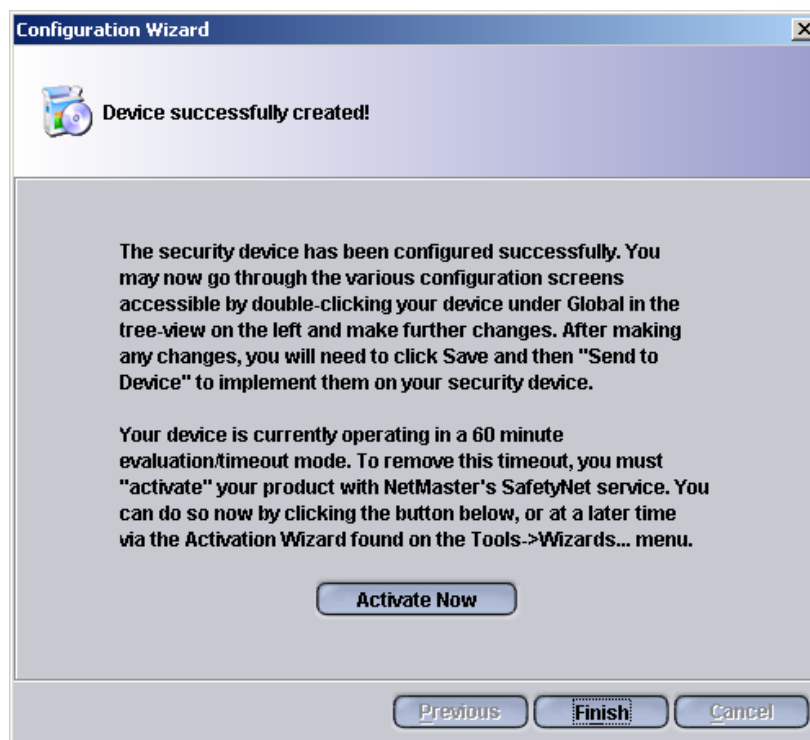 Configuration Wizard
Device successfully created!
The security device has been configured successfully. You
may now go through the various configuration screens
accessible by double-clicking your device under Global in the
tree-view on the left and make further changes. After making
any changes, you will need to click Save and then "Send to
Device" to implement them on your security device.
Your device is currently operating in a 60 minute
evaluation/timeout mode. To remove this timeout, you must
"activate" your product with NetMaster's SafetyNet service. You
can do so now by clicking the button below, or at a later time
via the Activation Wizard found on the Tools->Wizards... menu.
Activate Now
Previous Finish Cancel